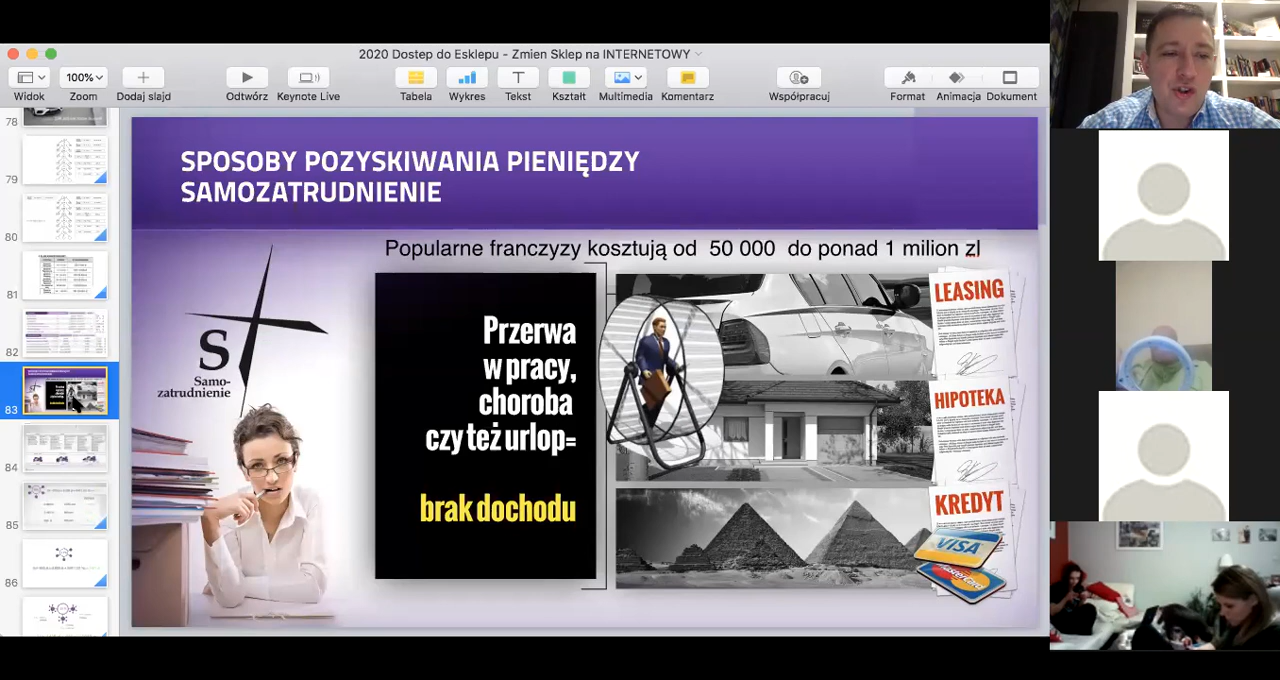 2020 Dostep do Esklepu - Zmien Sklep na INTERNETOWY
100%
Widok
Zoom
Dodaj slajd
Odtwórz
Keynote Live
Tabela
Wykres
Tekst
Kształt
Multimedia
Komentarz
Współpracuj
Format
Animacja
Dokument
78
79
80
81
82
83
84
85
86
SPOSOBY POZYSKIWANIA PIENIĘDZY
SAMOZATRUDNIENIE
Popularne franczyzy kosztują od 50 000 do ponad 1 milion zl
S
Samo-
zatrudnienie
Przerwa
w pracy,
choroba
czy też urlop=
brak dochodu
LEASING
HIPOTEKA
KREDYT
VISA
MasterCard